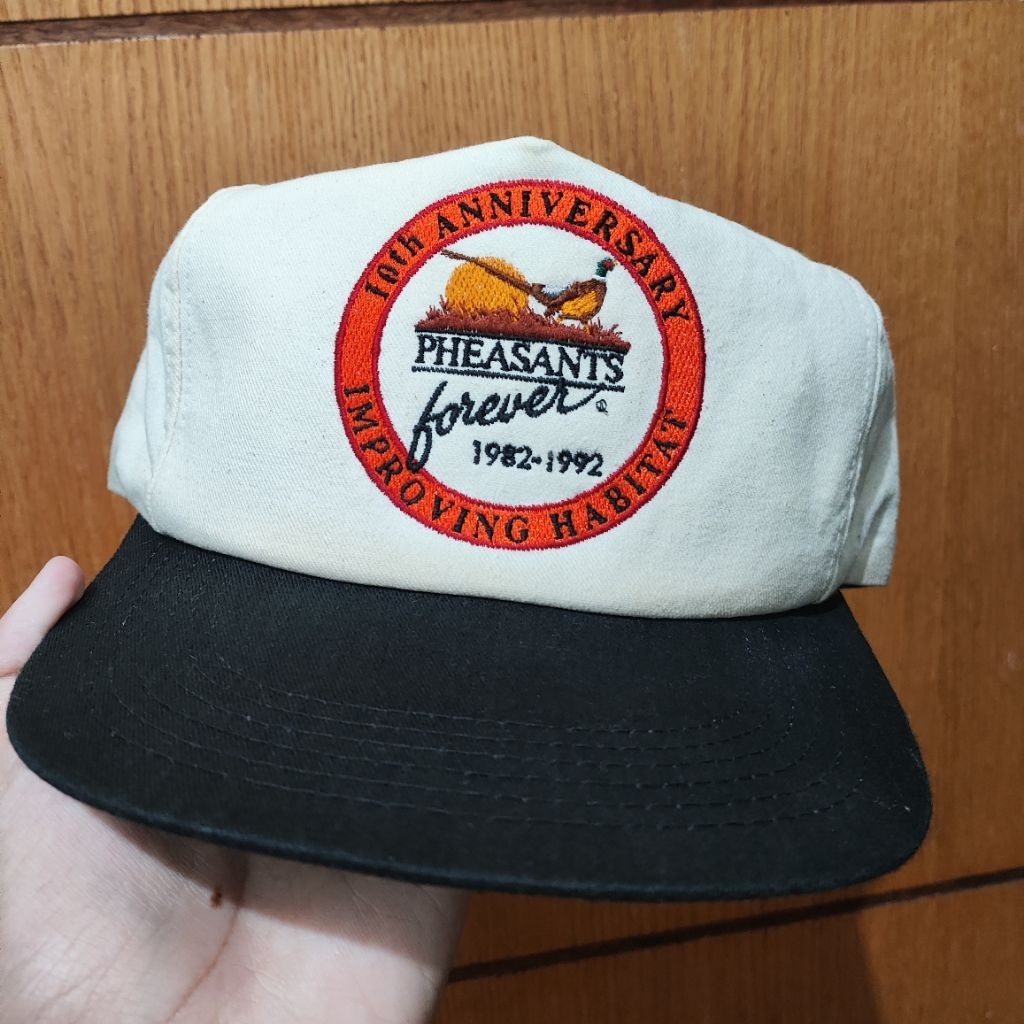 10th ANNIVERSARY
PHEASANTS
forever®
1982-1992
IMPROVING HABITAT